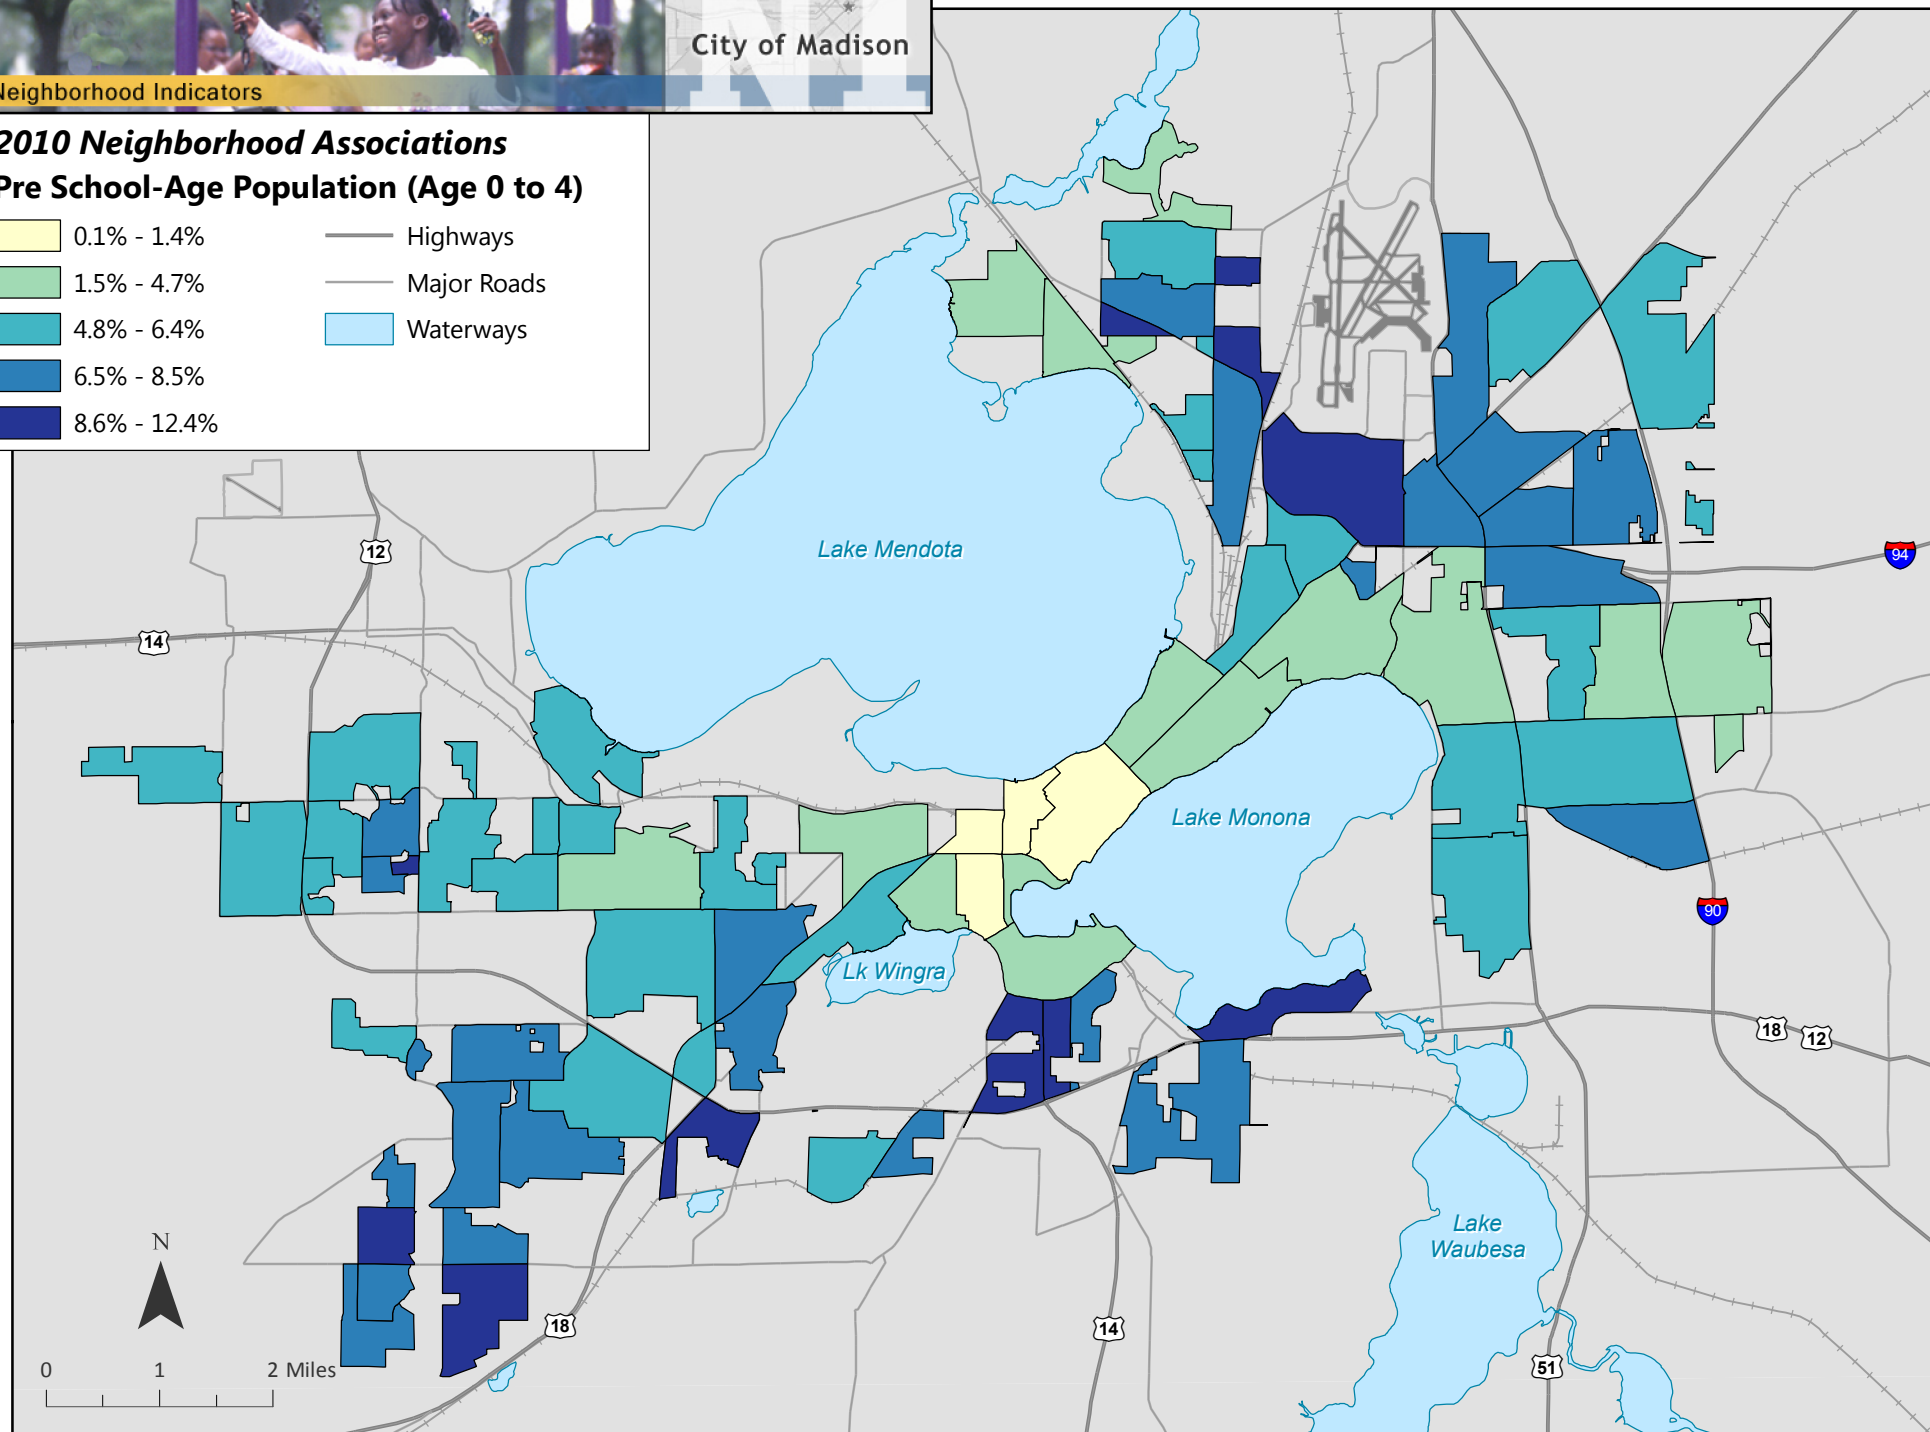 City of Madison
Neighborhood Indicators
NI
2010 Neighborhood Associations
Pre School-Age Population (Age 0 to 4)
0.1% - 1.4%
1.5% - 4.7%
4.8% - 6.4%
6.5% - 8.5%
8.6% - 12.4%
Highways
Major Roads
Waterways
12
14
94
Lake Mendota
Lake Monona
Lk Wingra
90
18
12
Lake
Waubesa
N
18
14
51
0 1 2 Miles